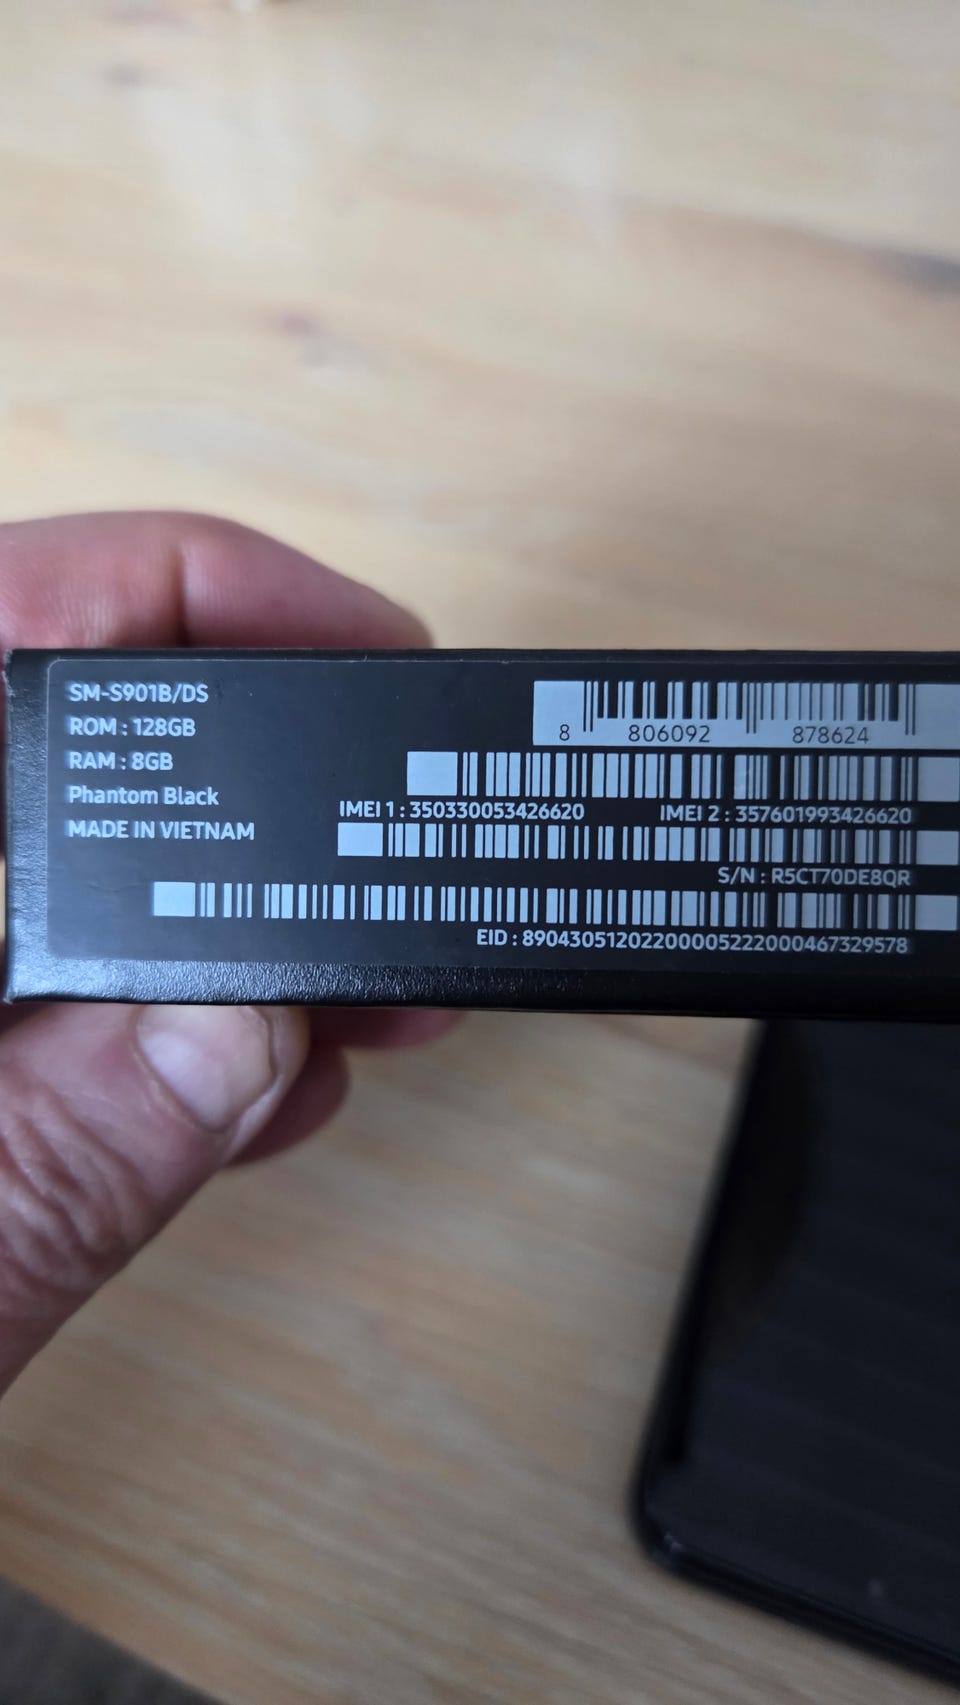 SM-S901B/DS
ROM : 128GB
RAM : 8GB
Phantom Black
MADE IN VIETNAM
8 806092 878624
IMEI 1 : 350330053426620 IMEI 2 : 357601993426620
S/N : R5CT70DE8QR
EID : 89043051202200005222000467329578